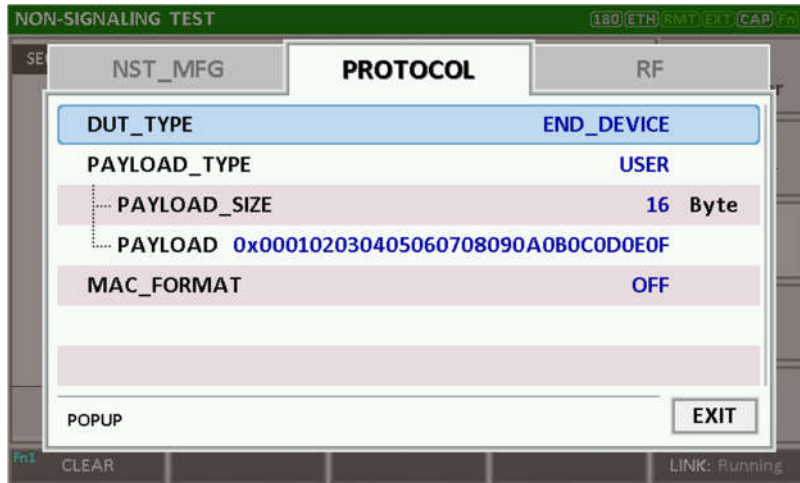 NON-SIGNALING TEST 180 ETH RMT EXT CAP Fn
NST_MFG PROTOCOL RF
DUT_TYPE END_DEVICE
PAYLOAD_TYPE USER
PAYLOAD_SIZE 16 Byte
PAYLOAD 0x000102030405060708090A0B0C0D0E0F
MAC_FORMAT OFF
POPUP EXIT
Fn1 CLEAR LINK: Running